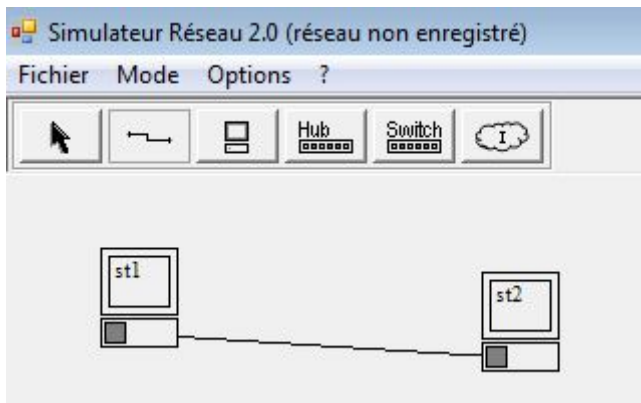 Simulateur Réseau 2.0 (réseau non enregistré)
Fichier Mode Options ?
Hub Switch I
st1
st2